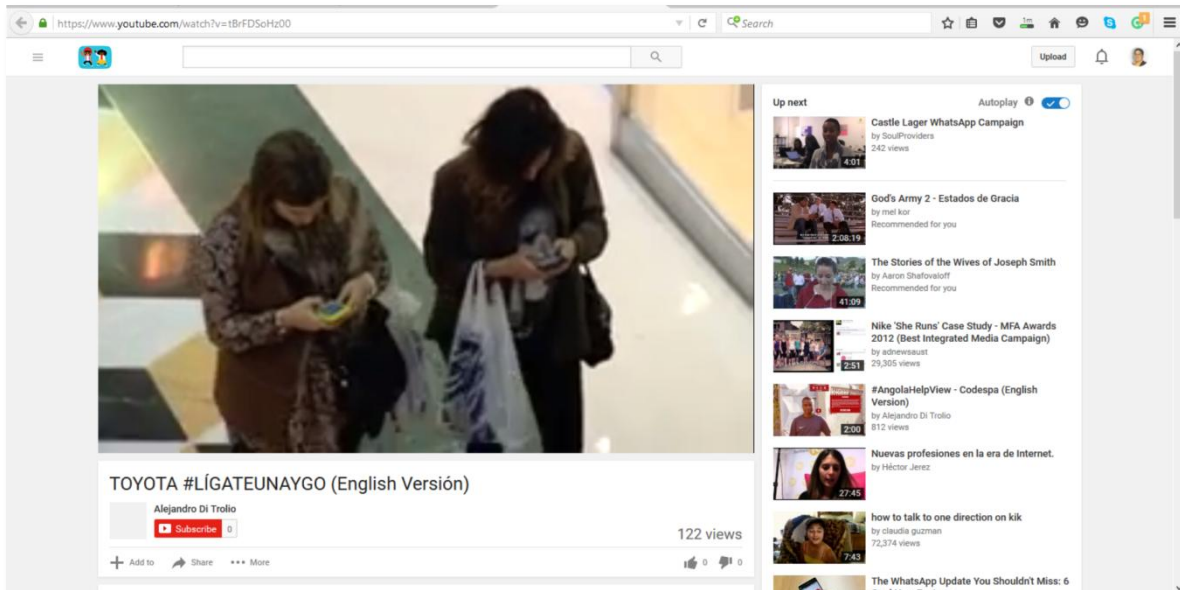 https://www.youtube.com/watch?v=tBrFDSoHz00
Search
Upload
TOYOTA #LÍGATEUNAYGO (English Versión)
Alejandro Di Trolio
Subscribe 0
122 views
Add to Share More
0 0
Up next
Autoplay
Castle Lager WhatsApp Campaign
by SoulProviders
242 views
4:01
God's Army 2 - Estados de Gracia
by mel kor
Recommended for you
2:08:19
The Stories of the Wives of Joseph Smith
by Aaron Shafovaloff
Recommended for you
41:09
Nike 'She Runs' Case Study - MFA Awards
2012 (Best Integrated Media Campaign)
by adnewsaust
29,305 views
2:51
#AngolaHelpView - Codespa (English
Version)
by Alejandro Di Trolio
812 views
2:00
Nuevas profesiones en la era de Internet.
by Héctor Jerez
27:45
how to talk to one direction on kik
by claudia guzman
72,374 views
7:43
The WhatsApp Update You Shouldn't Miss: 6